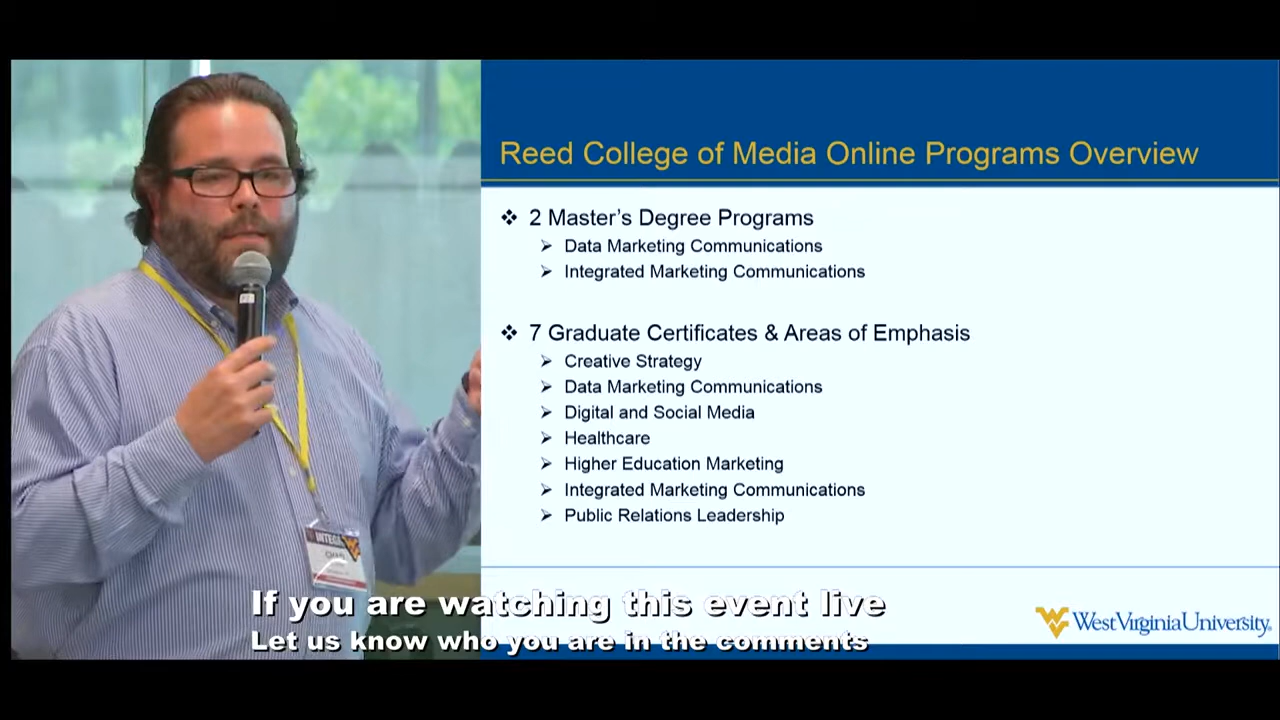 Reed College of Media Online Programs Overview
2 Master's Degree Programs
Data Marketing Communications
Integrated Marketing Communications
7 Graduate Certificates & Areas of Emphasis
Creative Strategy
Data Marketing Communications
Digital and Social Media
Healthcare
Higher Education Marketing
Integrated Marketing Communications
Public Relations Leadership
If you are watching this event live
Let us know who you are in the comments
WestVirginiaUniversity.